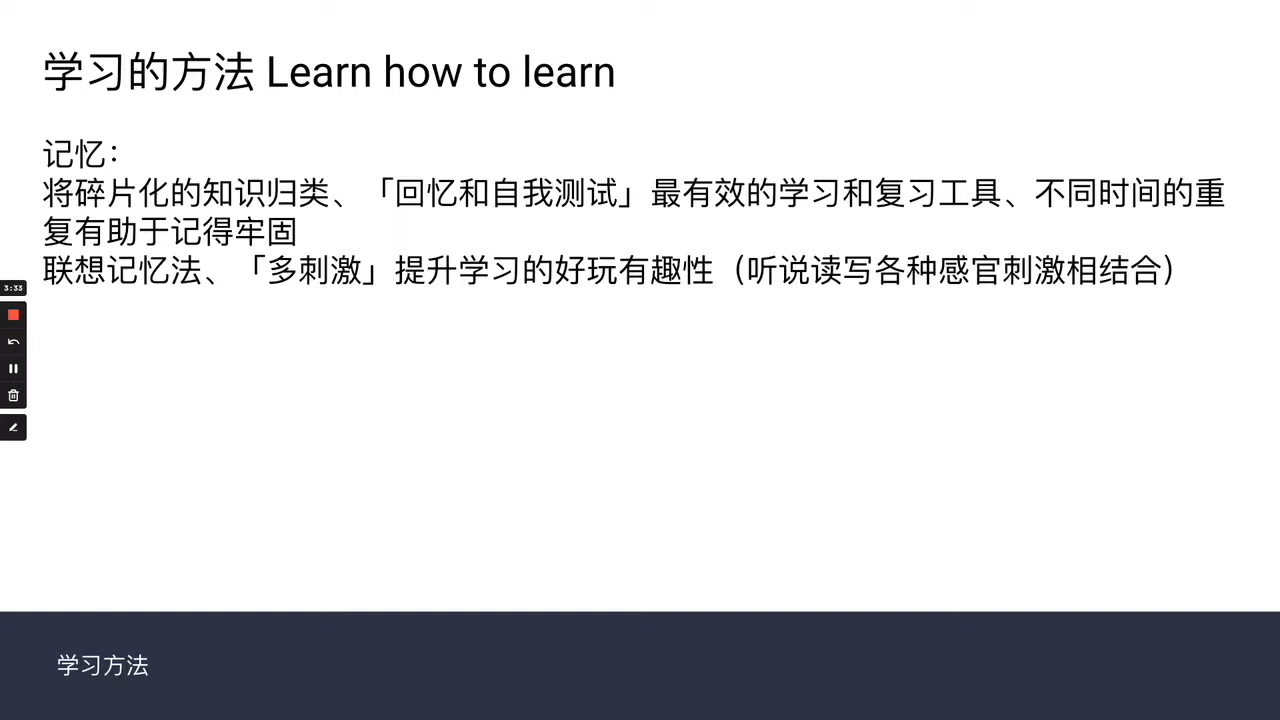 学习的方法 Learn how to learn
记忆：
将碎片化的知识归类、「回忆和自我测试」最有效的学习和复习工具、不同时间的重
复有助于记得牢固
联想记忆法、「多刺激」提升学习的好玩有趣性（听说读写各种感官刺激相结合）
3:33
学习方法